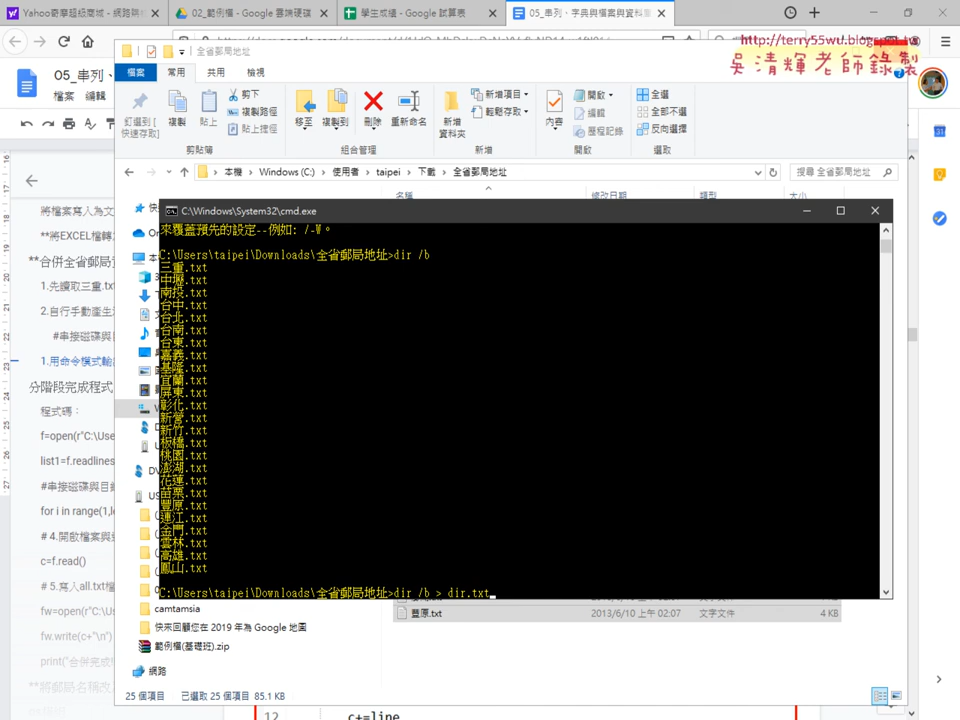 Yahoo奇摩超級商城 - 網路購
02_範例檔 - Google 雲端硬碟
學生成績 - Google 試算表
05_串列、字典與檔案與資料
http://terry55wu.blogspot.tw
吳清輝老師錄製
全省郵局地址
檔案
常用
共用
檢視
05_串列、
檔案 編輯
釘選到 [
快速存取]
複製
貼上
剪下
複製路徑
貼上捷徑
移至
複製到
刪除
重新命名
新增
資料夾
新增項目
輕鬆存取
內容
開啟
編輯
歷程記錄
全選
全部不選
反向選擇
剪貼簿
組合管理
新增
開啟
選取
本機 > Windows (C:) > 使用者 > taipei > 下載 > 全省郵局地址
搜尋 全省郵局地址
名稱
修改日期
類型
大小
C:\Windows\System32\cmd.exe
來覆蓋預先的設定--例如: /-W。
C:\Users\taipei\Downloads\全省郵局地址>dir /b
三重.txt
中壢.txt
南投.txt
台中.txt
台北.txt
台南.txt
台東.txt
嘉義.txt
基隆.txt
宜蘭.txt
屏東.txt
彰化.txt
新營.txt
新竹.txt
板橋.txt
桃園.txt
澎湖.txt
花蓮.txt
苗栗.txt
豐原.txt
連江.txt
金門.txt
雲林.txt
高雄.txt
鳳山.txt
C:\Users\taipei\Downloads\全省郵局地址>dir /b > dir.txt
將檔案寫入為文
**將EXCEL檔轉
**合併全省郵局
1.先讀取三重.tx
2.自行手動產生
#串接磁碟與目
1.用命令模式輸
分階段完成程式
程式碼：
f=open(r"C:\Use
list1=f.readlines
#串接磁碟與目錄
for i in range(1,l
# 4.開啟檔案與
c=f.read()
# 5.寫入all.txt檔
fw=open(r"C:\U
fw.write(c+"\n")
print("合併完成!
**將郵局名稱改
豐原.txt
2013/6/10 上午 02:07
文字文件
4 KB
camtamsia
快來回顧您在 2019 年為 Google 地圖
範例檔(基礎班).zip
網路
25 個項目
已選取 25 個項目 85.1 KB
12
c+=line